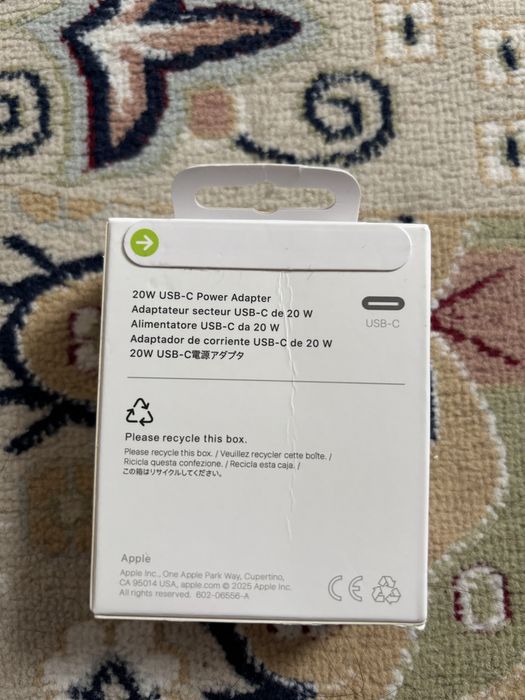 20W USB-C Power Adapter
Adaptateur secteur USB-C de 20 W
Alimentatore USB-C da 20 W
Adaptador de corriente USB-C de 20 W
20W USB-C電源アダプタ
USB-C
Please recycle this box.
Please recycle this box. / Veuillez recycler cette boîte. /
Ricicla questa confezione. / Recicla esta caja. /
この箱はリサイクルしてください。
Apple
Apple Inc., One Apple Park Way, Cupertino,
CA 95014 USA, apple.com © 2025 Apple Inc.
All rights reserved. 602-06556-A
CE